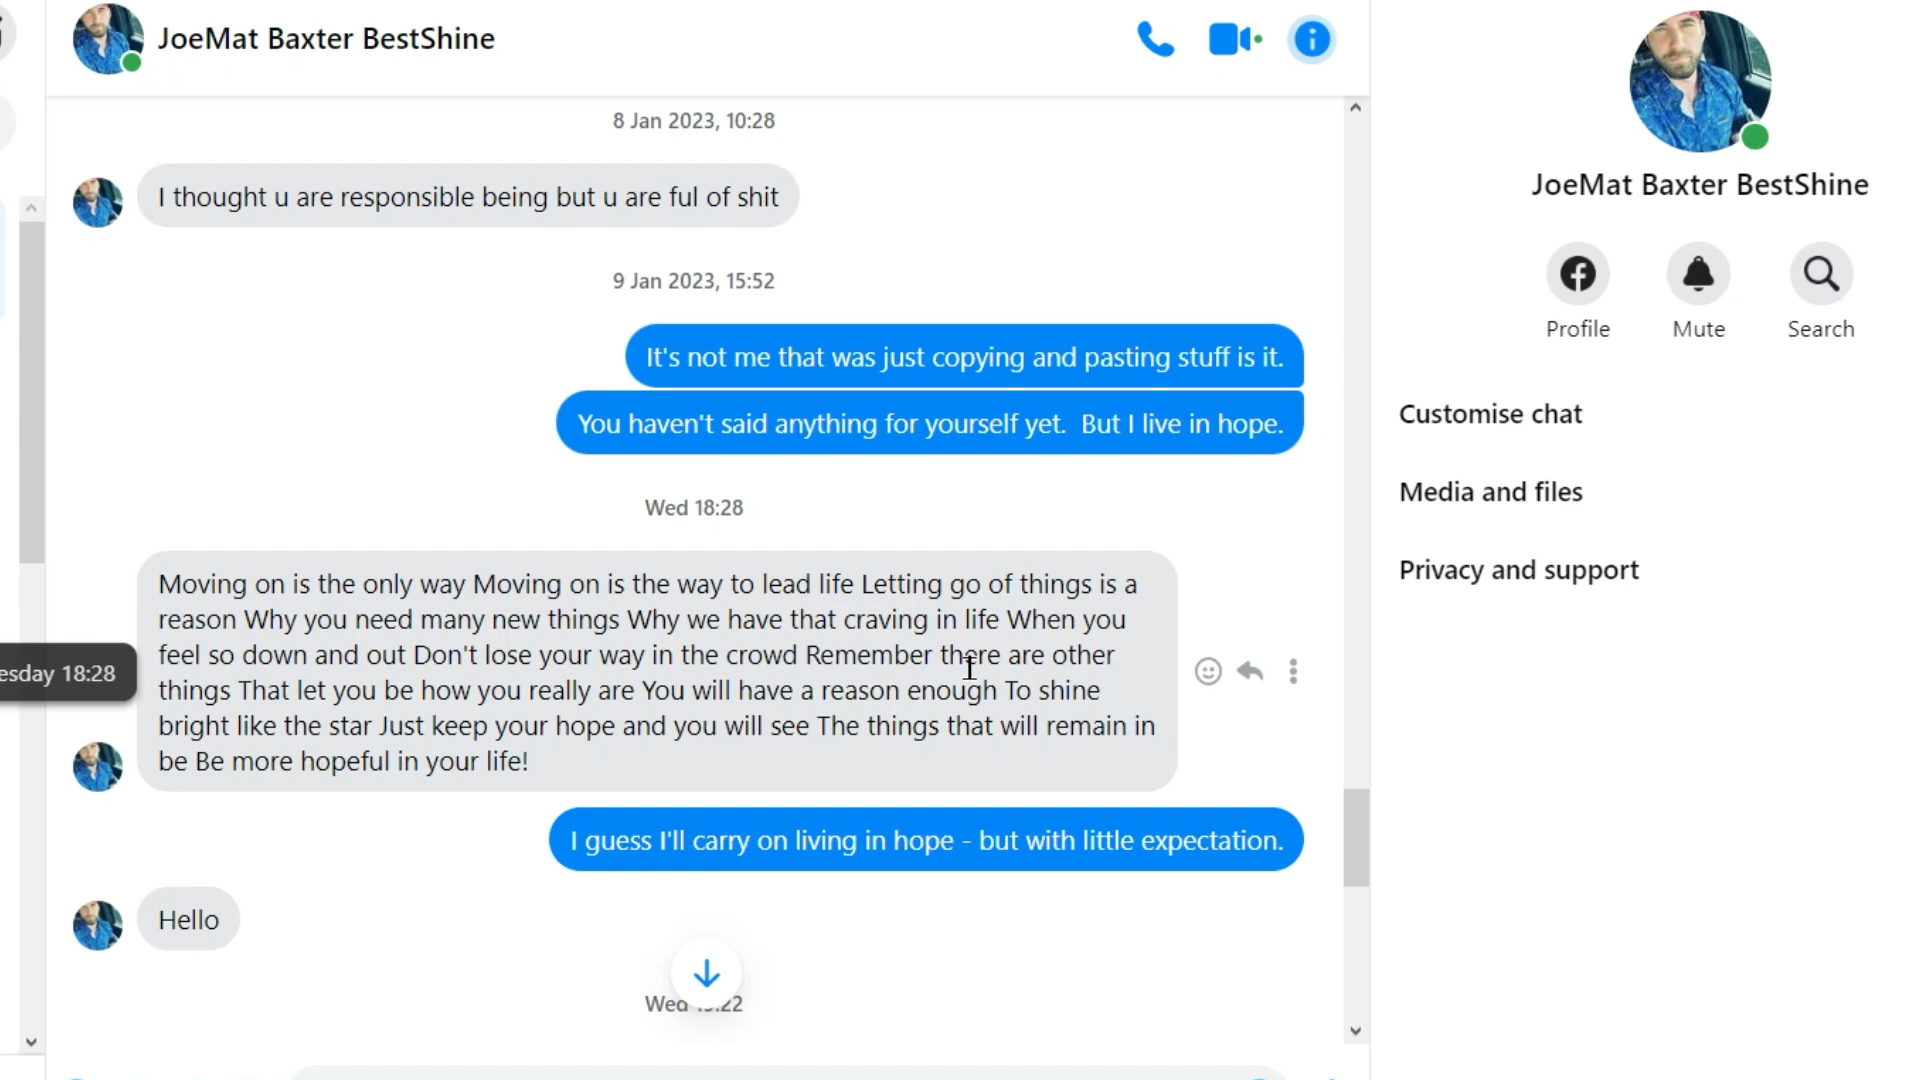 JoeMat Baxter BestShine
8 Jan 2023, 10:28
I thought u are responsible being but u are ful of shit
9 Jan 2023, 15:52
It's not me that was just copying and pasting stuff is it.
You haven't said anything for yourself yet.  But I live in hope.
Wed 18:28
Moving on is the only way Moving on is the way to lead life Letting go of things is a
reason Why you need many new things Why we have that craving in life When you
feel so down and out Don't lose your way in the crowd Remember there are other
things That let you be how you really are You will have a reason enough To shine
bright like the star Just keep your hope and you will see The things that will remain in
be Be more hopeful in your life!
esday 18:28
I guess I'll carry on living in hope - but with little expectation.
Hello
Wed
JoeMat Baxter BestShine
Profile
Mute
Search
Customise chat
Media and files
Privacy and support